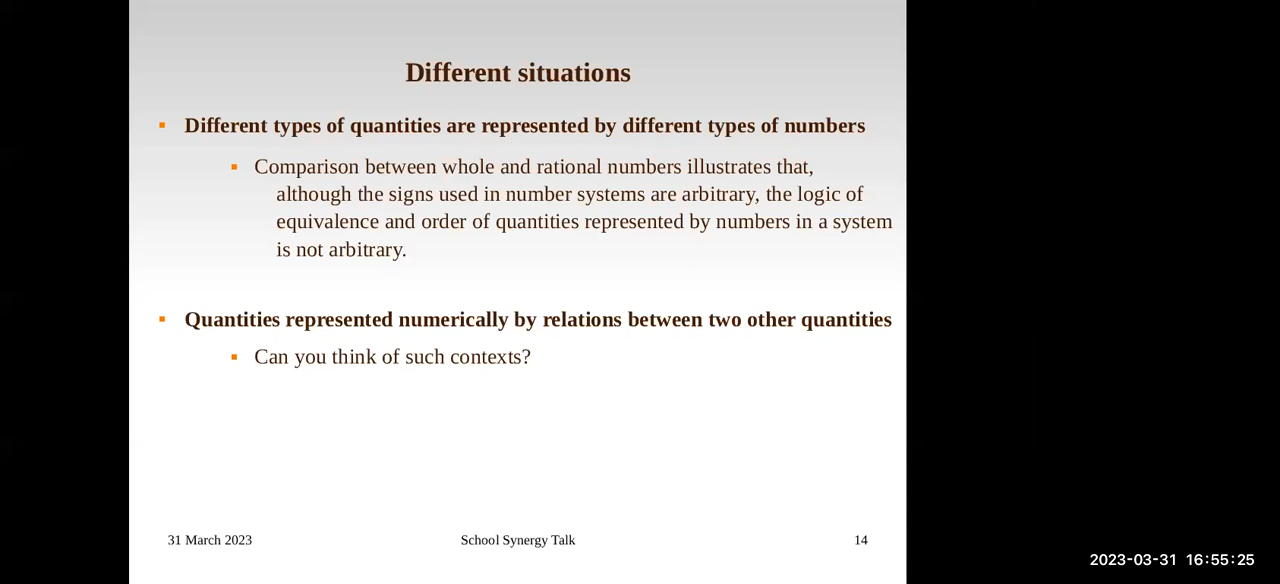 Different situations
Different types of quantities are represented by different types of numbers
Comparison between whole and rational numbers illustrates that,
although the signs used in number systems are arbitrary, the logic of
equivalence and order of quantities represented by numbers in a system
is not arbitrary.
Quantities represented numerically by relations between two other quantities
Can you think of such contexts?
31 March 2023
School Synergy Talk
14
2023-03-31 16:55:25